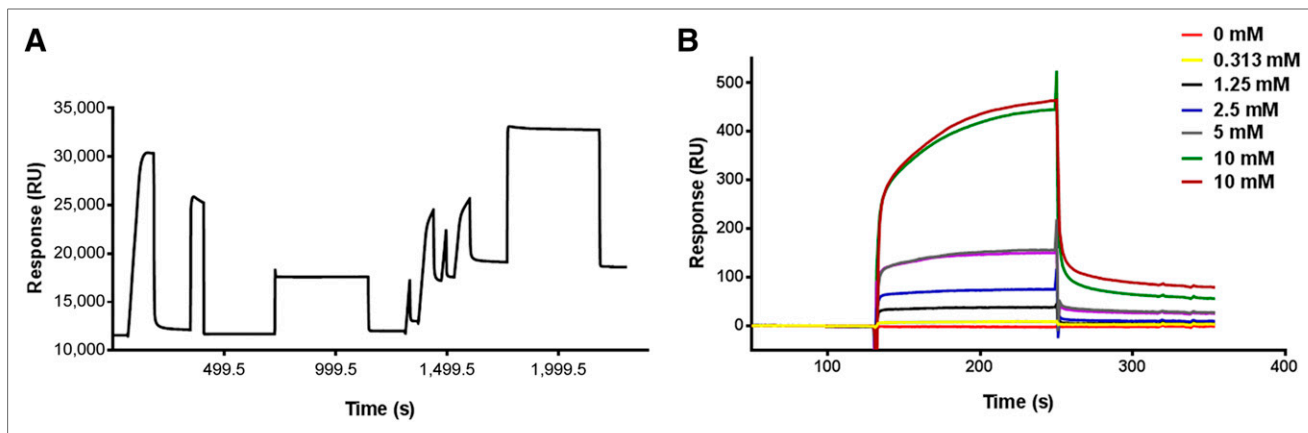 A
35,000
30,000
25,000
20,000
15,000
10,000
Response (RU)
499.5
999.5
1,499.5
1,999.5
Time (s)
B
0 mM
0.313 mM
1.25 mM
2.5 mM
5 mM
10 mM
10 mM
500
400
300
200
100
0
Response (RU)
100
200
300
400
Time (s)